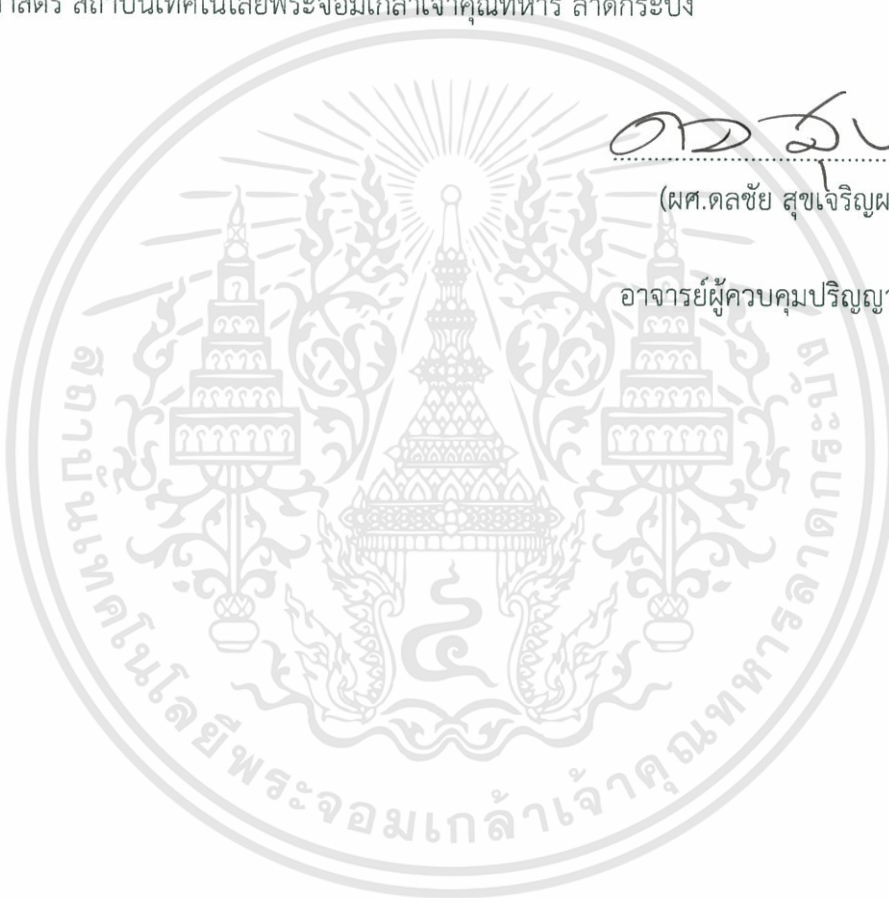 สถาบันเทคโนโลยีพระจอมเกล้าเจ้าคุณทหาร ลาดกระบัง
(ผศ.ดลชัย สุขเจริญผ
อาจารย์ผู้ควบคุมปริญญา
สถาบันเทคโนโลยีพระจอมเกล้าเจ้าคุณทหารลาดกระบัง
๔